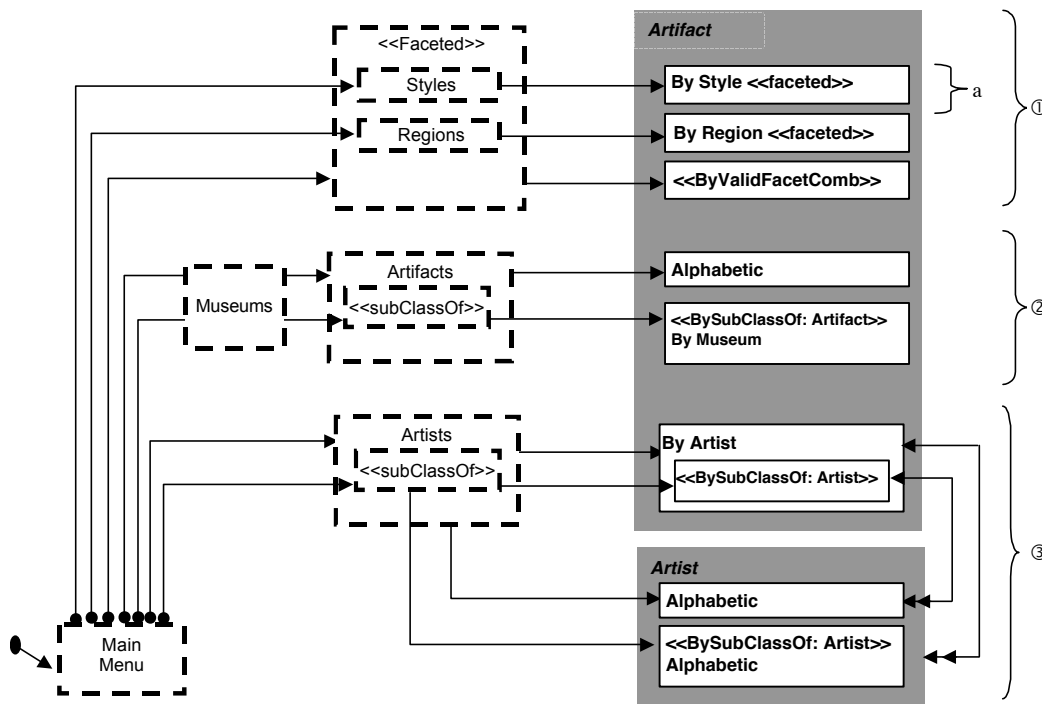 <<Faceted>>
Styles
Regions
Artifact
By Style <<faceted>>
By Region <<faceted>>
<<ByValidFacetComb>>
a
①
Museums
Artifacts
<<subClassOf>>
Alphabetic
<<BySubClassOf: Artifact>>
By Museum
②
Artists
<<subClassOf>>
By Artist
<<BySubClassOf: Artist>>
③
Artist
Alphabetic
<<BySubClassOf: Artist>>
Alphabetic
Main
Menu